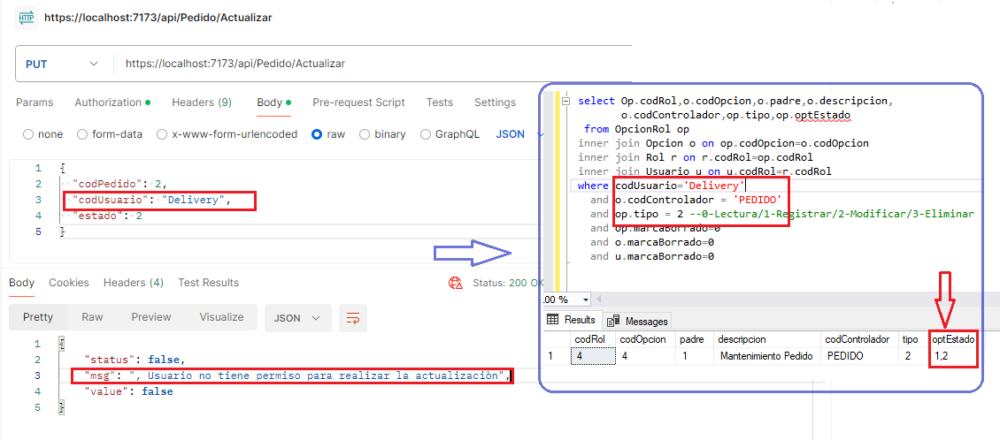 HTTP https://localhost:7173/api/Pedido/Actualizar
PUT https://localhost:7173/api/Pedido/Actualizar
Params Authorization Headers (9) Body Pre-request Script Tests Settings
none form-data x-www-form-urlencoded raw binary GraphQL JSON
1 {
2 "codPedido": 2,
3 "codUsuario": "Delivery",
4 "estado": 2
5 }
Body Cookies Headers (4) Test Results Status: 200 OK
Pretty Raw Preview Visualize JSON
1 {
2 "status": false,
3 "msg": ", Usuario no tiene permiso para realizar la actualizaciòn",
4 "value": false
5 }
select Op.codRol,o.codOpcion,o.padre,o.descripcion,
o.codControlador,op.tipo,op.optEstado
from OpcionRol op
inner join Opcion o on op.codOpcion=o.codOpcion
inner join Rol r on r.codRol=op.codRol
inner join Usuario u on u.codRol=r.codRol
where codUsuario='Delivery'
and o.codControlador = 'PEDIDO'
and op.tipo = 2 --0-Lectura/1-Registrar/2-Modificar/3-Eliminar
and op.marcaBorrado=0
and o.marcaBorrado=0
and u.marcaBorrado=0
00 %
Results Messages
codRol codOpcion padre descripcion codControlador tipo optEstado
1 4 4 1 Mantenimiento Pedido PEDIDO 2 1,2